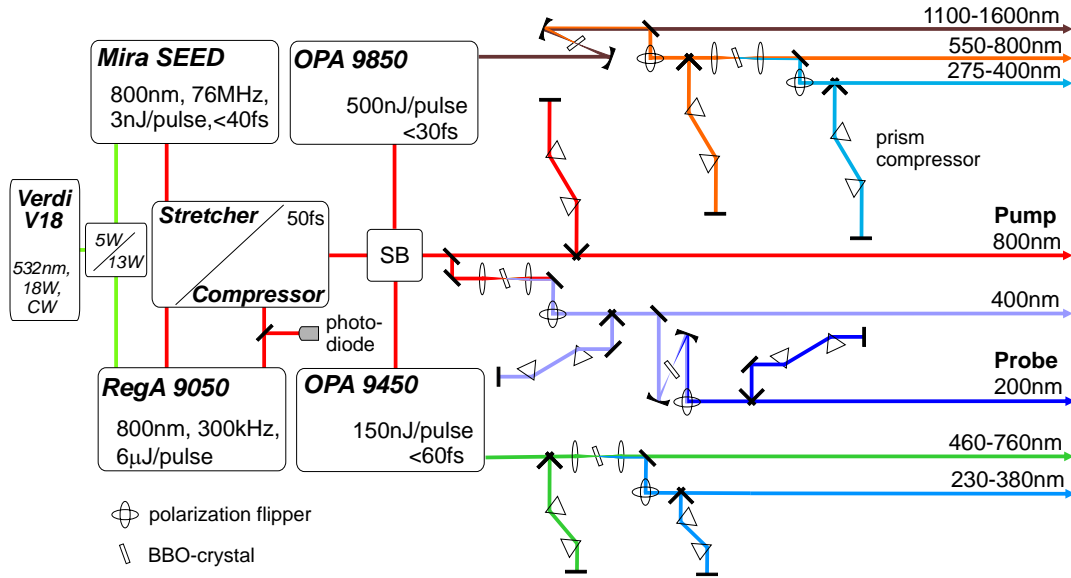 Mira SEED
800nm, 76MHz,
3nJ/pulse,<40fs
OPA 9850
500nJ/pulse
<30fs
1100-1600nm
550-800nm
275-400nm
prism
compressor
Verdi
V18
532nm,
18W,
CW
5W
13W
Stretcher
50fs
Compressor
SB
Pump
800nm
400nm
photo-
diode
Probe
200nm
RegA 9050
800nm, 300kHz,
6μJ/pulse
OPA 9450
150nJ/pulse
<60fs
460-760nm
230-380nm
polarization flipper
BBO-crystal